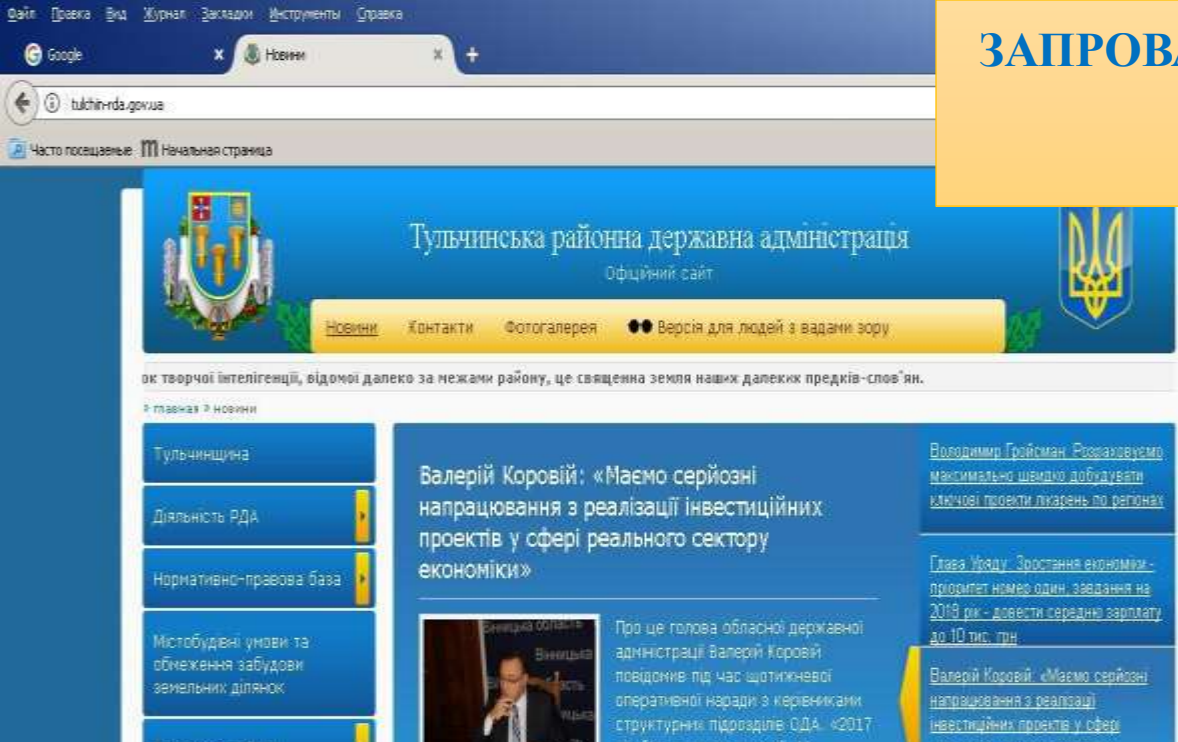 Файл Правка Вид Журнал Закладки Инструменты Справка
ЗАПРОВА
Google
Новини
tulchin-rda.gov.ua
Часто посещаемые Начальная страница
Тульчинська районна державна адміністрація
Офіційний сайт
Новини Контакти Фотогалерея Версія для людей з вадами зору
ок творчої інтелігенції, відомої далеко за межами району, це священна земля наших далеких предків-слов`ян.
» главная » новини
Тульчинщина
Діяльність РДА
Нормативно-правова база
Містобудівні умови та
обмеження забудови
земельних ділянок
Валерій Коровій: «Маємо серйозні
напрацювання з реалізації інвестиційних
проектів у сфері реального сектору
економіки»
Вінницька область
Про це голова обласної державної
адміністрації Валерій Коровій
повідомив під час щотижневої
оперативної наради з керівниками
структурних підрозділів ОДА. «2017
Володимир Гройсман: Розраховуємо
максимально швидко добудувати
ключові проекти лікарень по регіонах
Глава Уряду: Зростання економіки -
пріоритет номер один, завдання на
2019 рік - довести середню зарплату
до 10 тис. грн
Валерій Коровій: «Маємо серйозні
напрацювання з реалізації
інвестиційних проектів у сфері